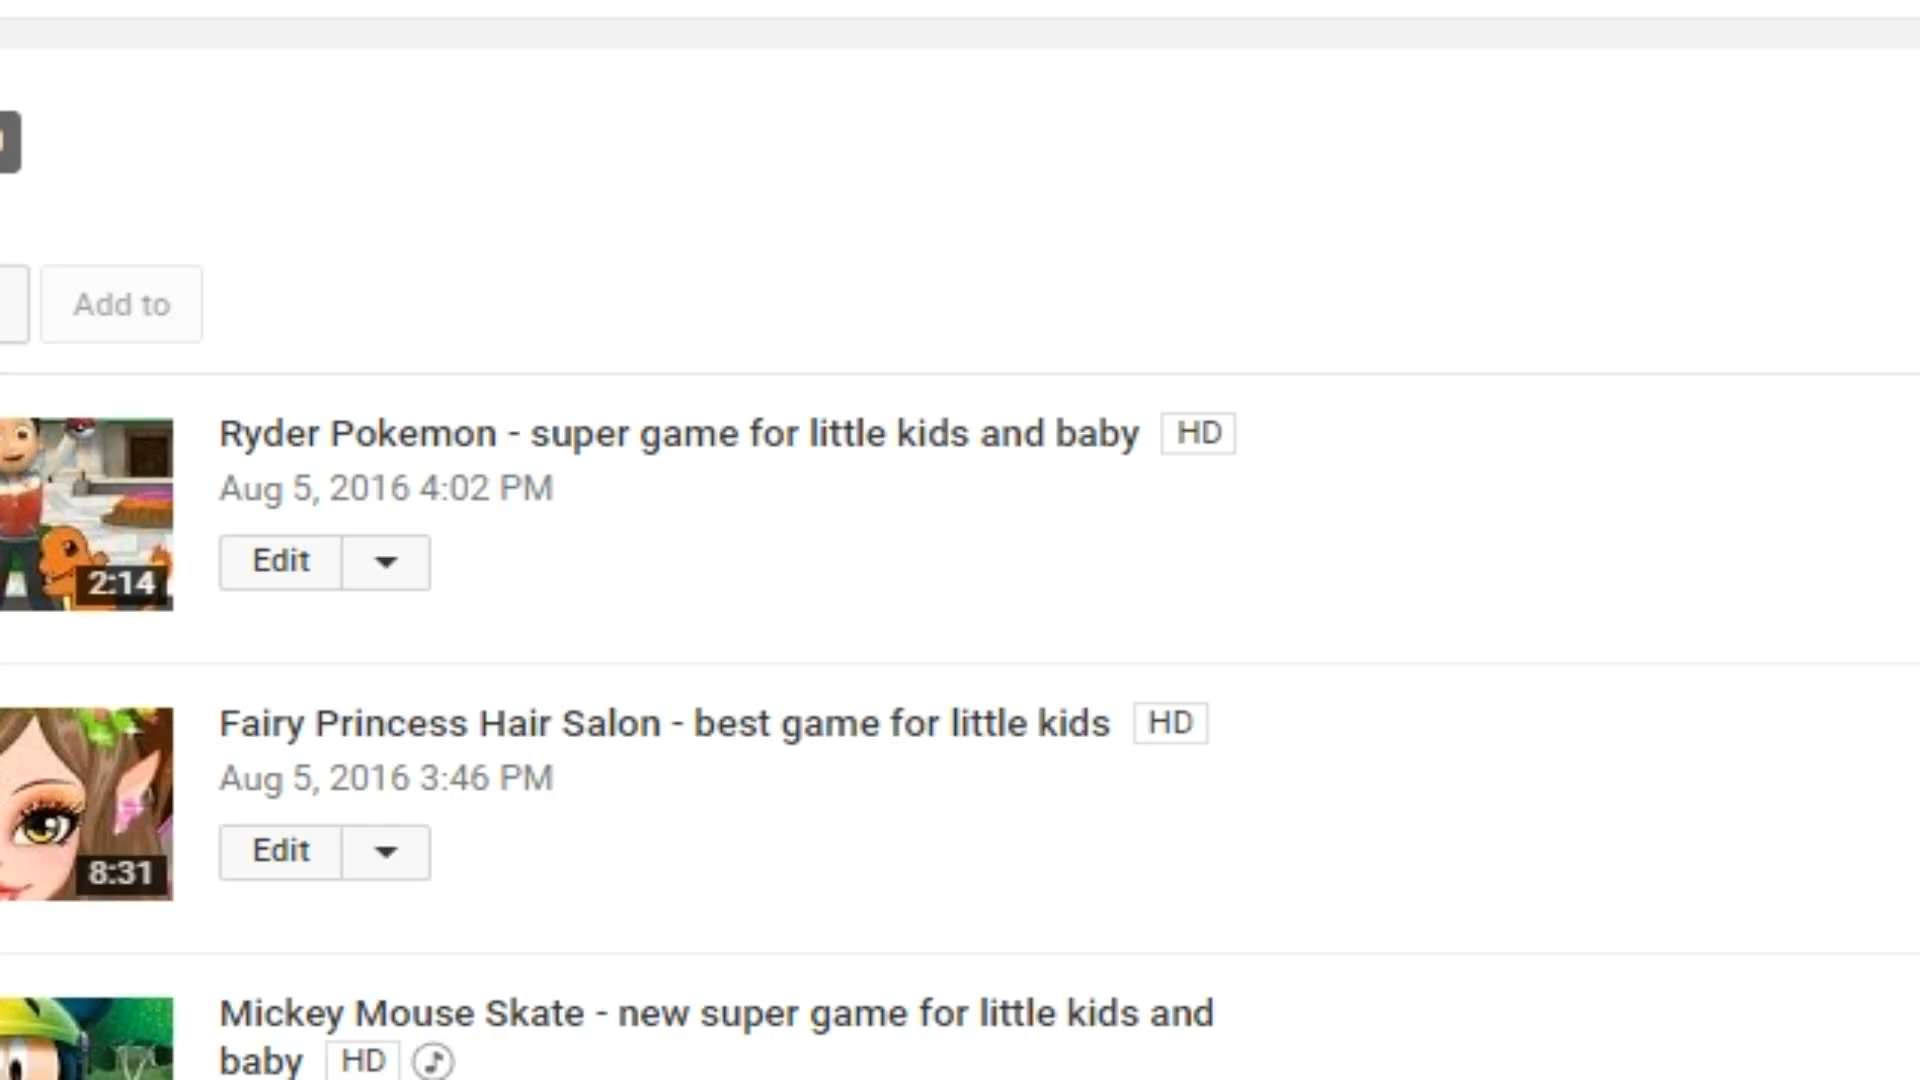 Add to
Ryder Pokemon - super game for little kids and baby HD
Aug 5, 2016 4:02 PM
Edit
2:14
Fairy Princess Hair Salon - best game for little kids HD
Aug 5, 2016 3:46 PM
Edit
8:31
Mickey Mouse Skate - new super game for little kids and
baby HD